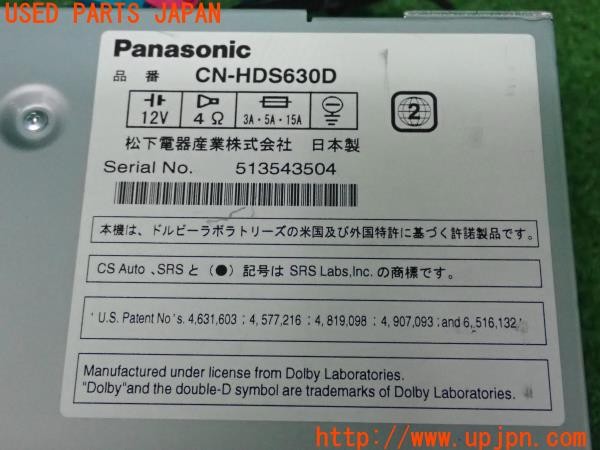 USED PARTS JAPAN
Panasonic
品 番 CN-HDS630D
12V 4Ω 3A・5A・15A 2
松下電器産業株式会社 日本製
Serial No. 513543504
本機は、ドルビーラボラトリーズの米国及び外国特許に基づく許諾製品です。
CS Auto 、SRS と (●) 記号は SRS Labs,Inc. の商標です。
U.S. Patent No's. 4,631,603 ; 4,577,216 ; 4,819,098 ; 4,907,093 ;and 6,516,132
Manufactured under license from Dolby Laboratories.
"Dolby"and the double-D symbol are trademarks of Dolby Laboratories.
http://www.upjpn.com